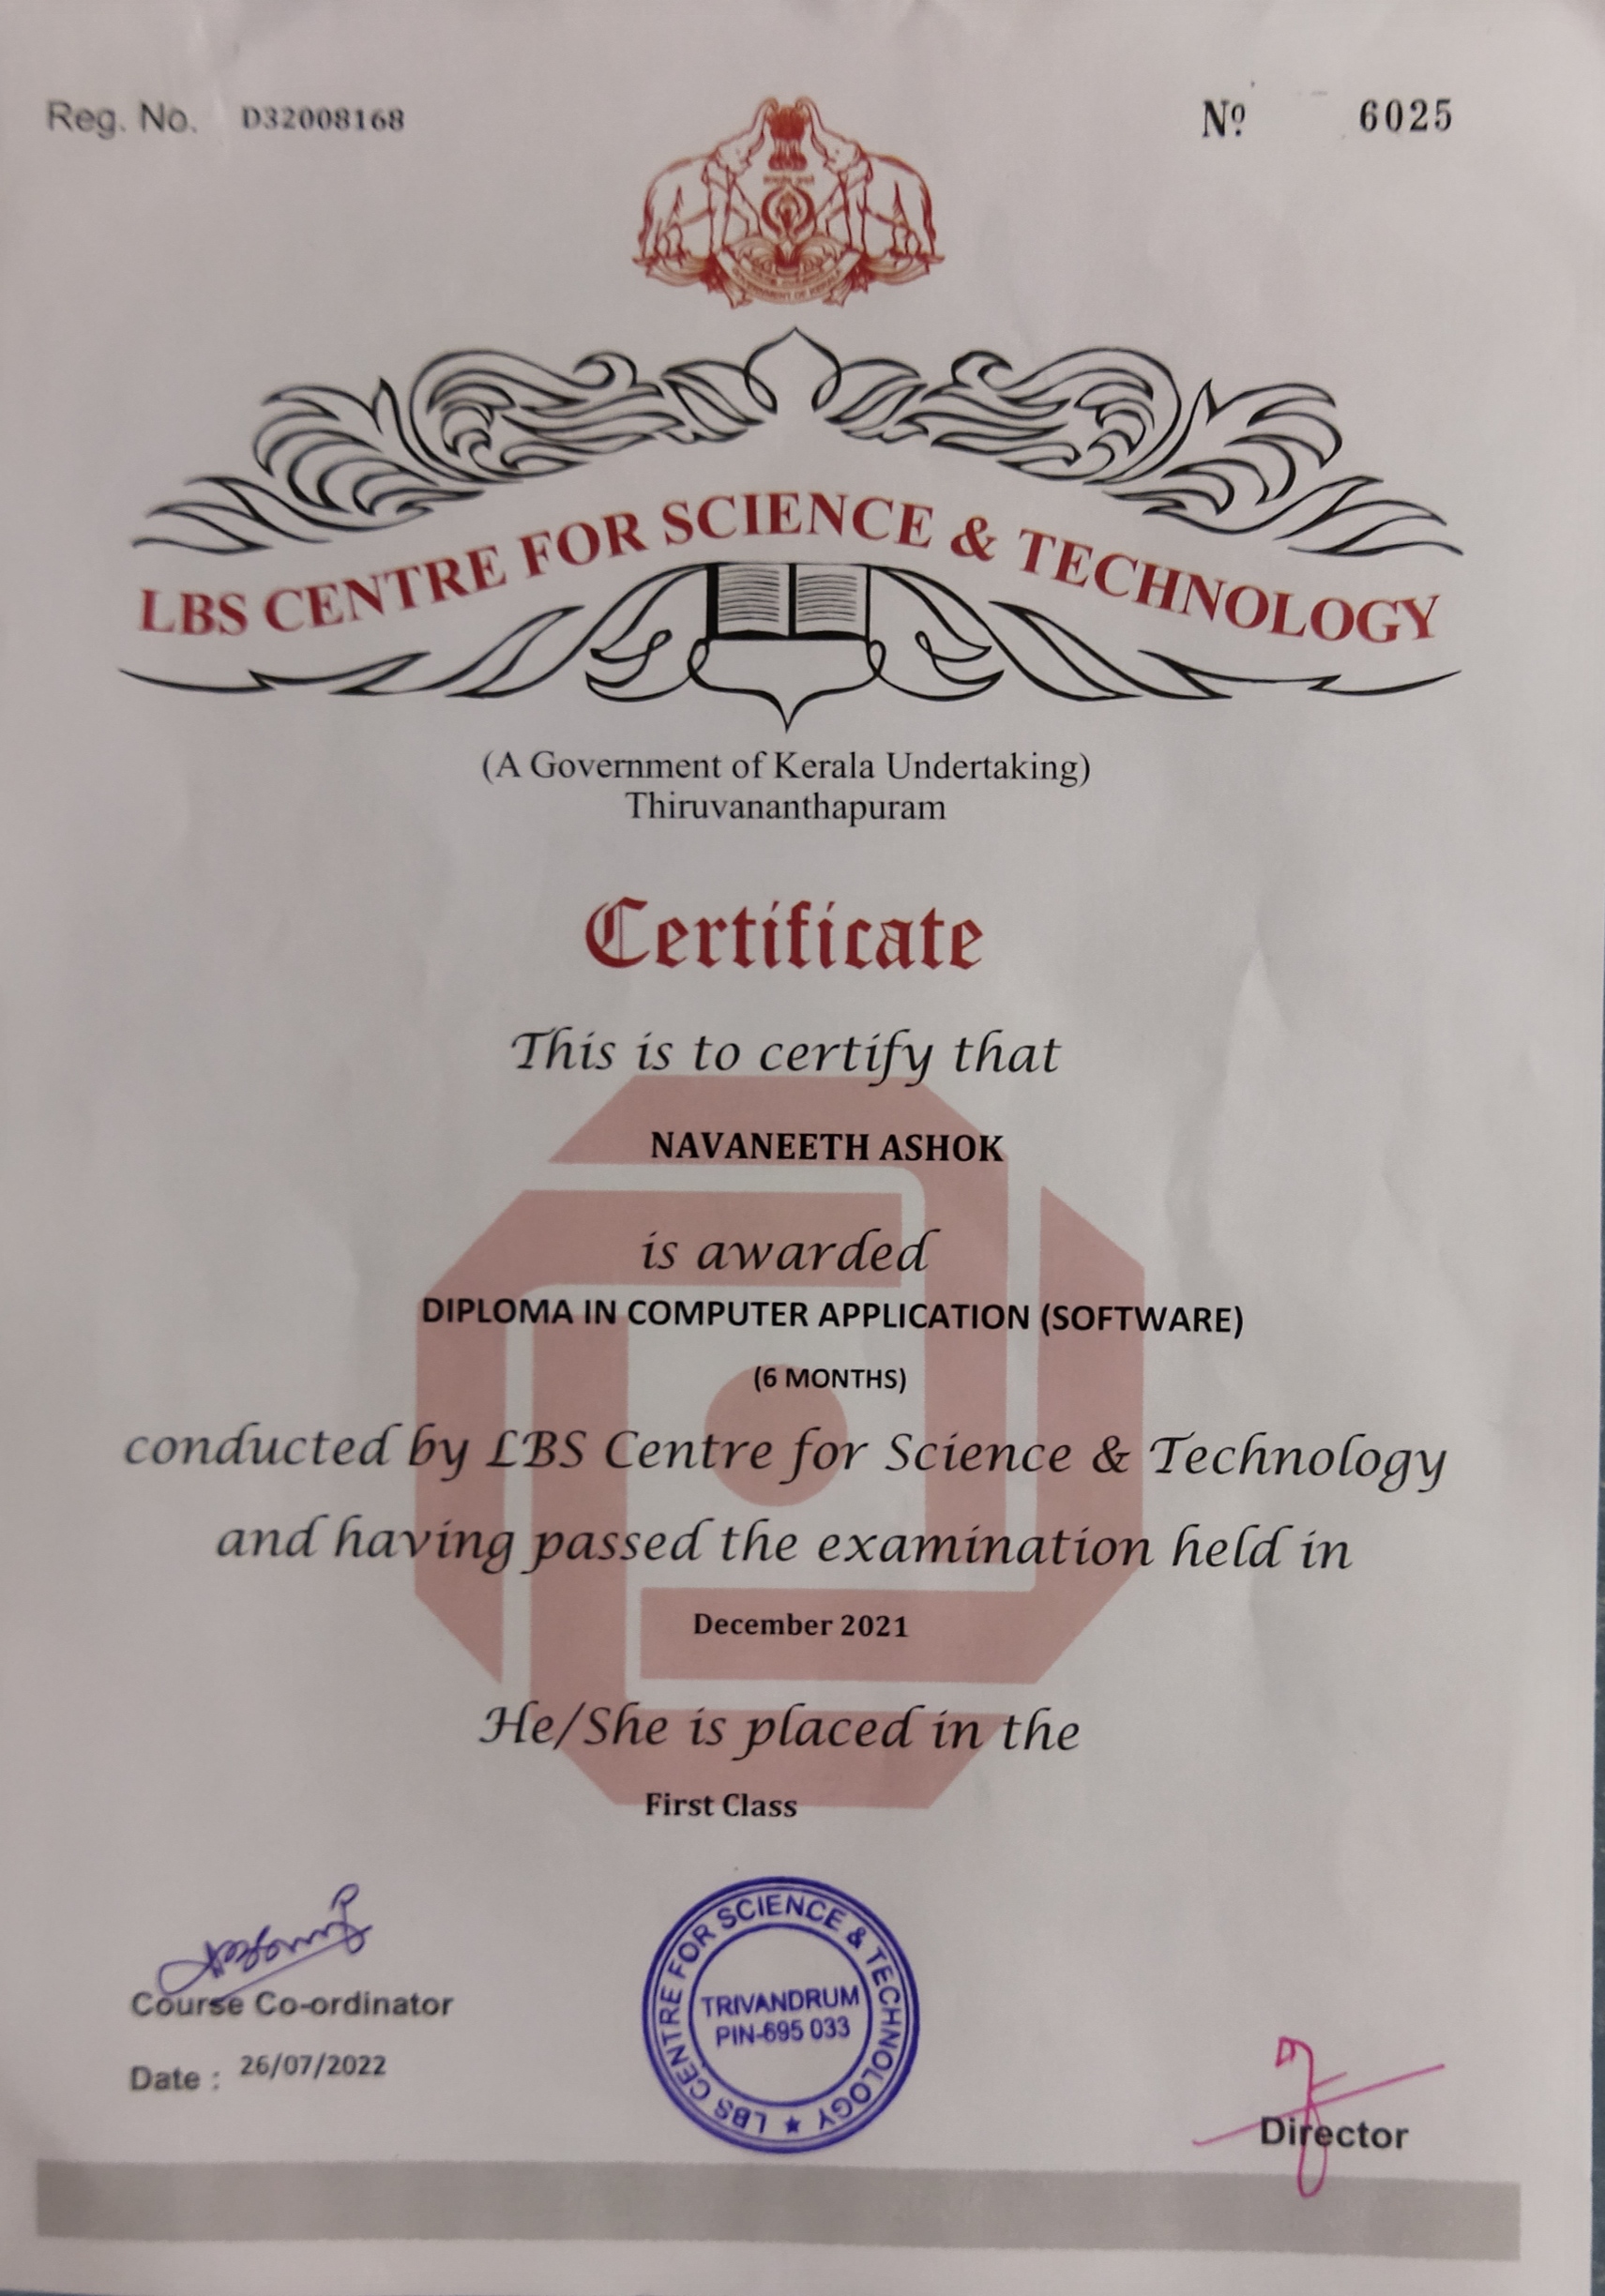 Reg. No. D32008168
Nº 6025
GOVERNMENT OF KERALA
LBS CENTRE FOR SCIENCE & TECHNOLOGY
(A Government of Kerala Undertaking)
Thiruvananthapuram
Certificate
This is to certify that
NAVANEETH ASHOK
is awarded
DIPLOMA IN COMPUTER APPLICATION (SOFTWARE)
(6 MONTHS)
conducted by LBS Centre for Science & Technology
and having passed the examination held in
December 2021
He/She is placed in the
First Class
Course Co-ordinator
Date : 26/07/2022
LBS CENTRE FOR SCIENCE & TECHNOLOGY
TRIVANDRUM
PIN-695 033
Director